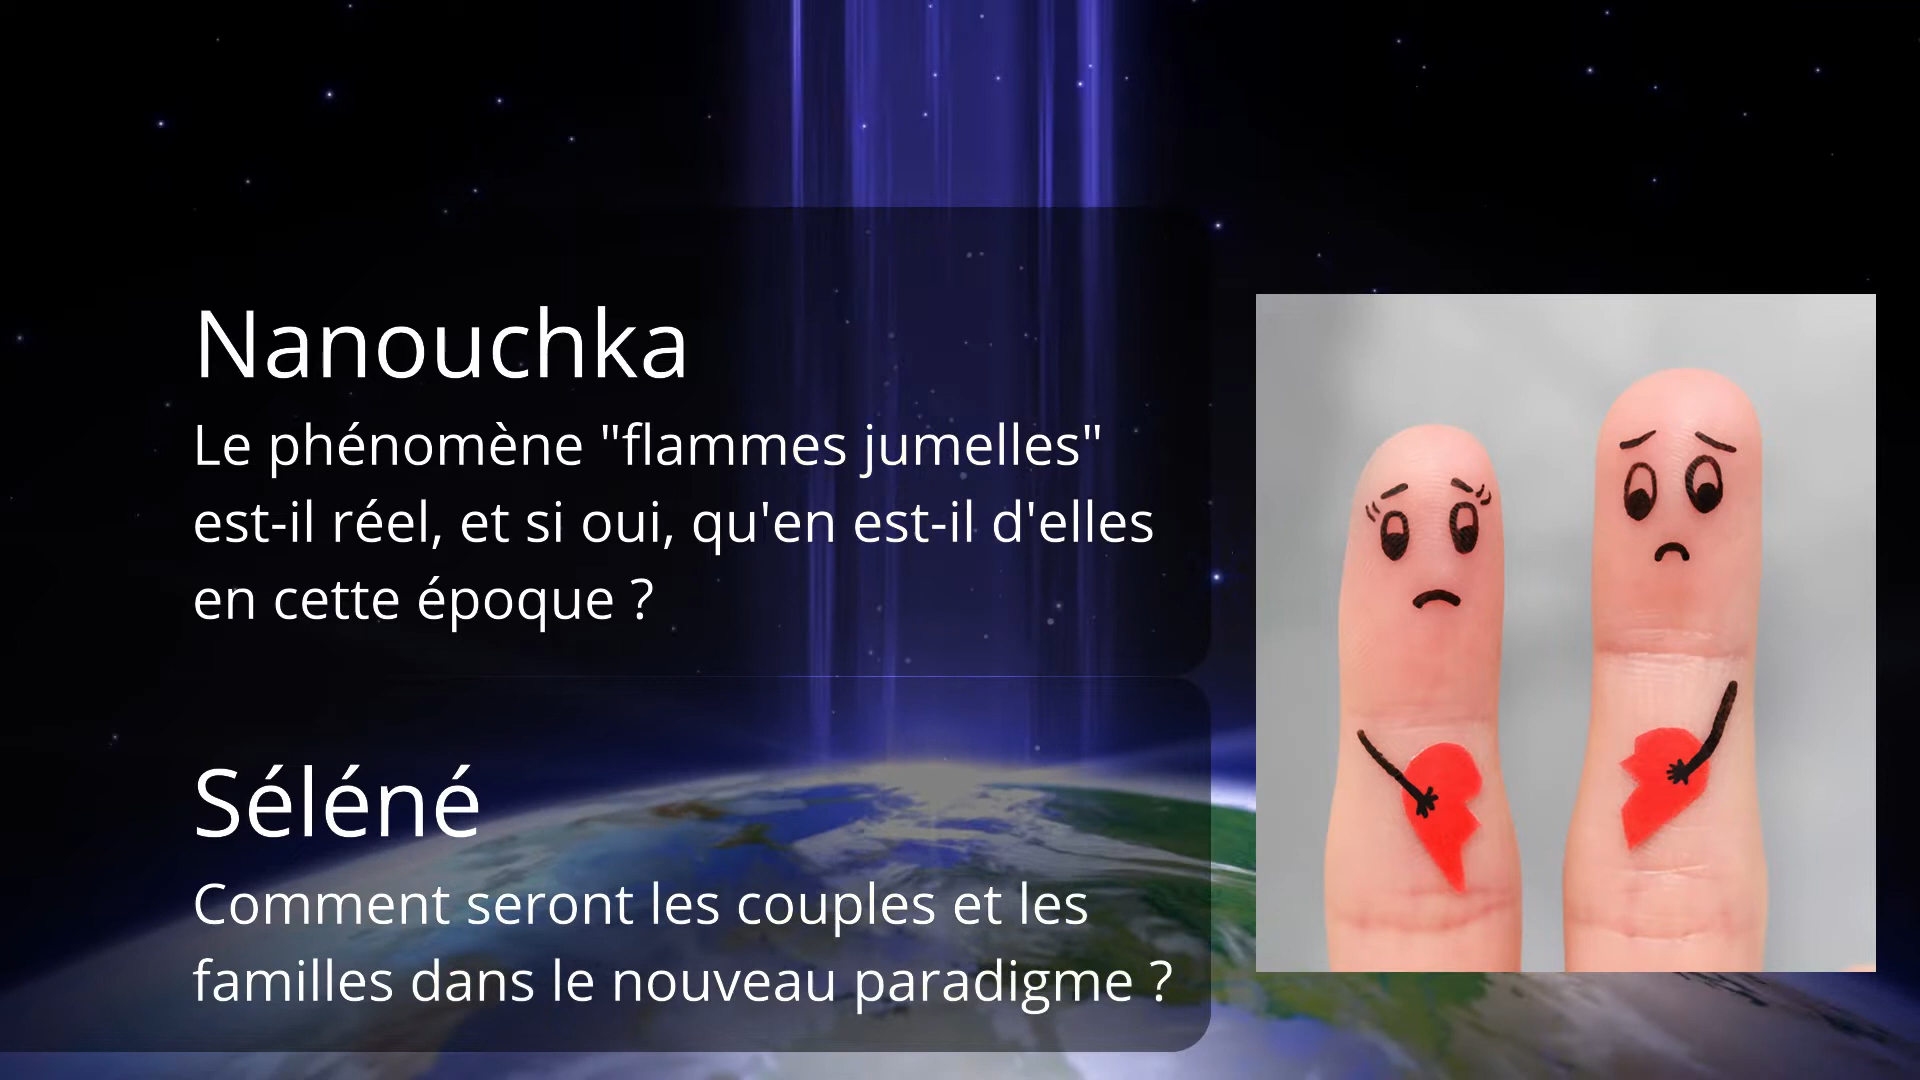 Nanouchka
Le phénomène "flammes jumelles"
est-il réel, et si oui, qu'en est-il d'elles
en cette époque ?
Séléné
Comment seront les couples et les
familles dans le nouveau paradigme ?